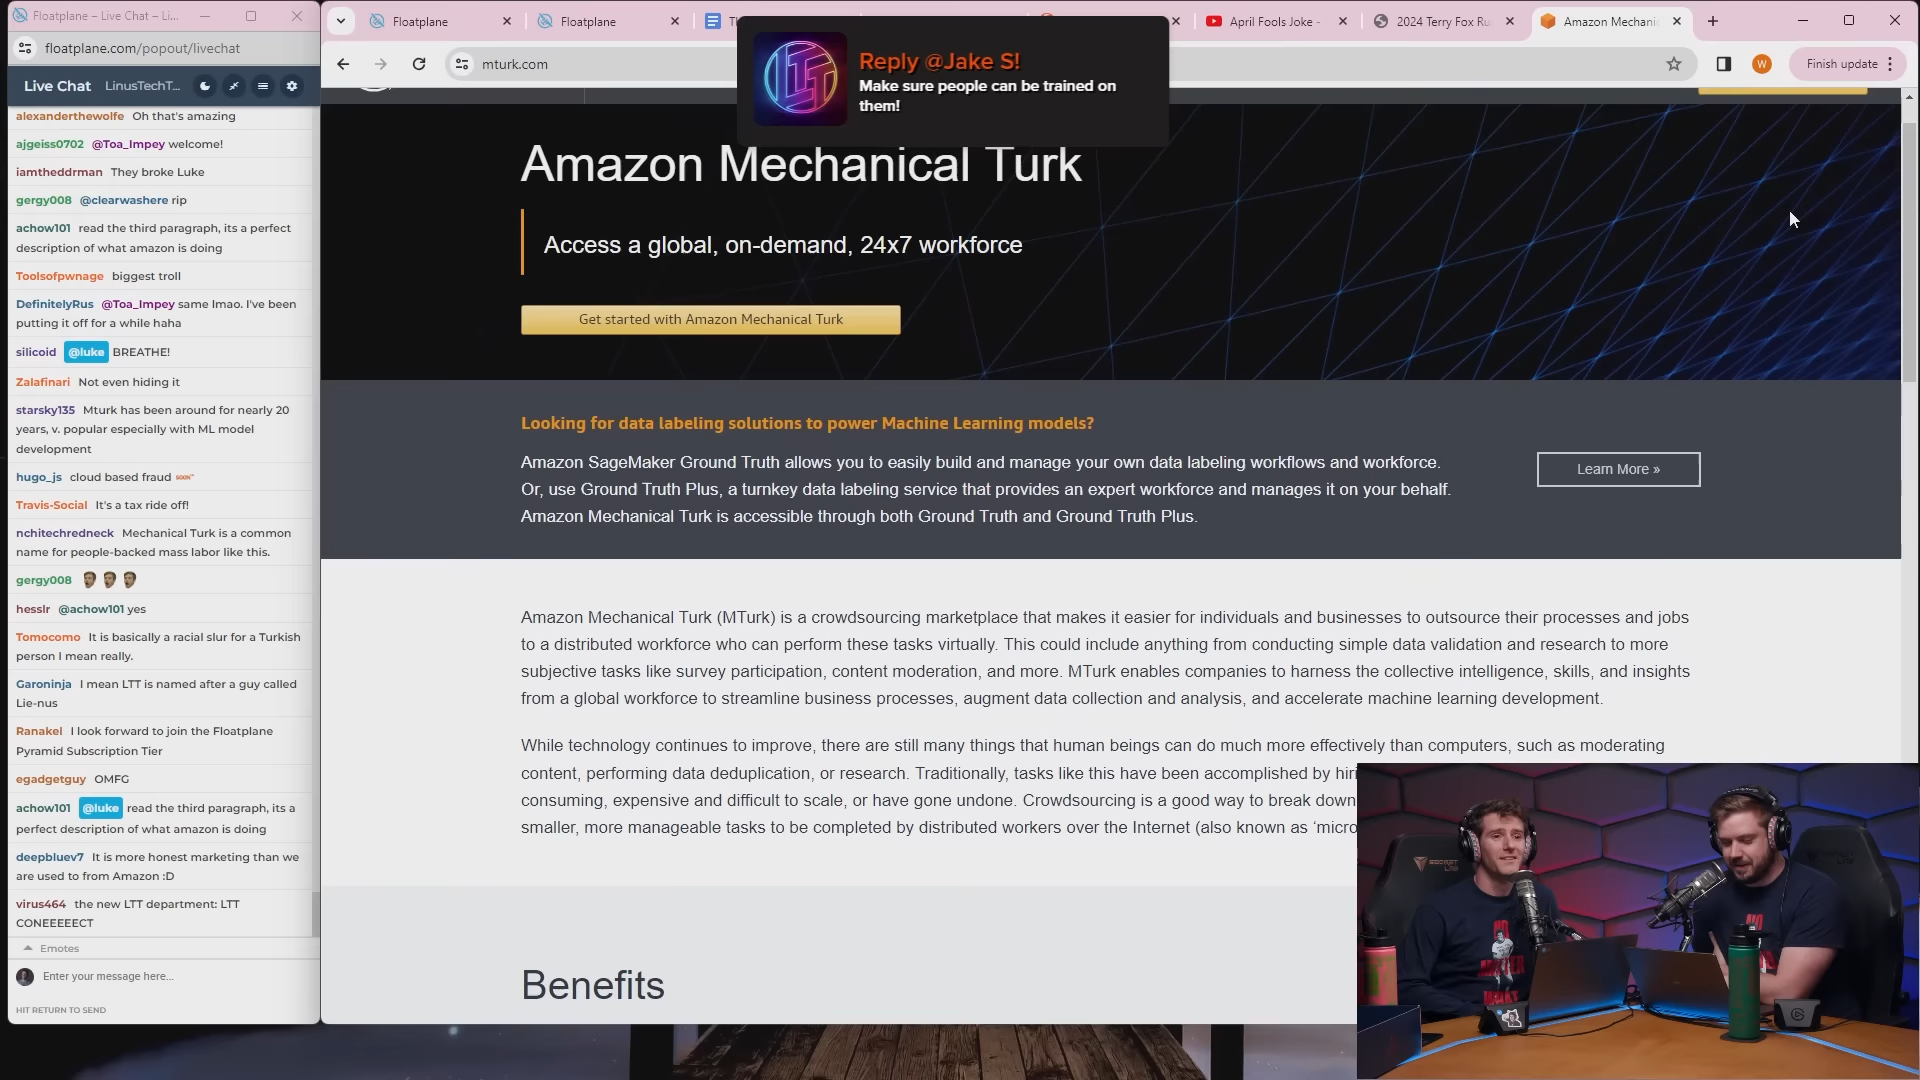 Floatplane – Live Chat – Li...
floatplane.com/popout/livechat
Live Chat LinusTechT...
alexanderthewolfe Oh that's amazing
ajgeiss0702 @Toa_Impey welcome!
iamtheddrman They broke Luke
gergy008 @clearwashere rip
achow101 read the third paragraph, its a perfect
description of what amazon is doing
Toolsofpwnage biggest troll
DefinitelyRus @Toa_Impey same lmao. I've been
putting it off for a while haha
silicoid @luke BREATHE!
Zalafinari Not even hiding it
starsky135 Mturk has been around for nearly 20
years, v. popular especially with ML model
development
hugo_js cloud based fraud
Travis-Social It's a tax ride off!
nchitechredneck Mechanical Turk is a common
name for people-backed mass labor like this.
gergy008
hesslr @achow101 yes
Tomocomo It is basically a racial slur for a Turkish
person I mean really.
Garoninja I mean LTT is named after a guy called
Lie-nus
Ranakel I look forward to join the Floatplane
Pyramid Subscription Tier
egadgetguy OMFG
achow101 @luke read the third paragraph, its a
perfect description of what amazon is doing
deepbluev7 It is more honest marketing than we
are used to from Amazon :D
virus464 the new LTT department: LTT
CONEEEEECT
Emotes
Enter your message here...
HIT RETURN TO SEND
Floatplane
Floatplane
April Fools Joke -
2024 Terry Fox Ru
Amazon Mechanic
mturk.com
W
Finish update
LTT
Reply @Jake S!
Make sure people can be trained on
them!
Amazon Mechanical Turk
Access a global, on-demand, 24x7 workforce
Get started with Amazon Mechanical Turk
Looking for data labeling solutions to power Machine Learning models?
Amazon SageMaker Ground Truth allows you to easily build and manage your own data labeling workflows and workforce.
Or, use Ground Truth Plus, a turnkey data labeling service that provides an expert workforce and manages it on your behalf.
Amazon Mechanical Turk is accessible through both Ground Truth and Ground Truth Plus.
Learn More »
Amazon Mechanical Turk (MTurk) is a crowdsourcing marketplace that makes it easier for individuals and businesses to outsource their processes and jobs
to a distributed workforce who can perform these tasks virtually. This could include anything from conducting simple data validation and research to more
subjective tasks like survey participation, content moderation, and more. MTurk enables companies to harness the collective intelligence, skills, and insights
from a global workforce to streamline business processes, augment data collection and analysis, and accelerate machine learning development.
While technology continues to improve, there are still many things that human beings can do much more effectively than computers, such as moderating
content, performing data deduplication, or research. Traditionally, tasks like this have been accomplished by hiri
consuming, expensive and difficult to scale, or have gone undone. Crowdsourcing is a good way to break down
smaller, more manageable tasks to be completed by distributed workers over the Internet (also known as ‘micro
Benefits
SECRET
LAB
NO
MATTER
WHAT
NO